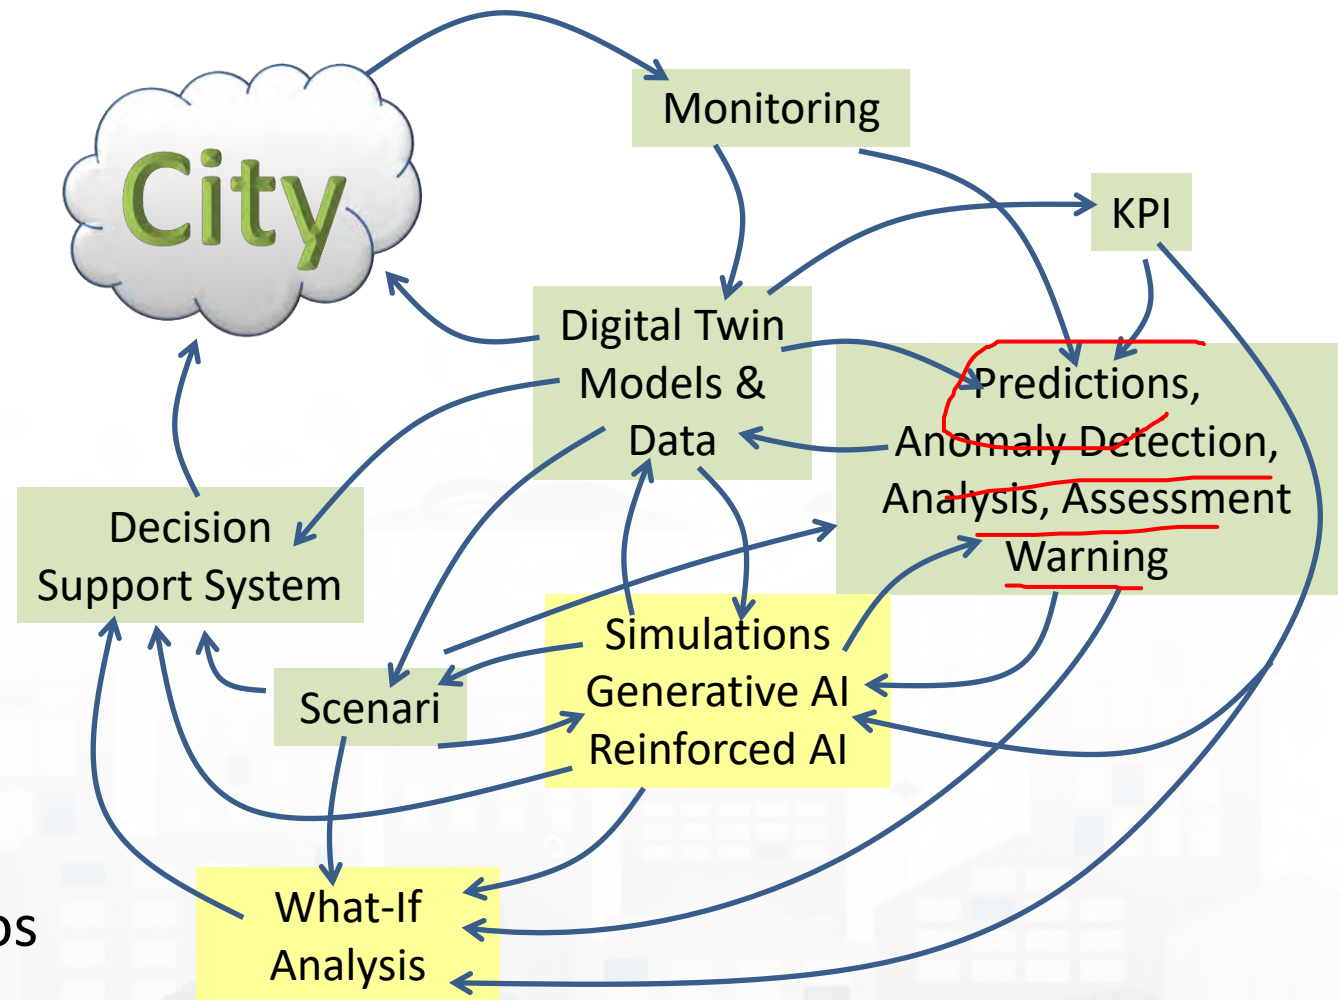 City
Monitoring
KPI
Digital Twin
Models &
Data
Predictions,
Anomaly Detection,
Analysis, Assessment
Warning
Decision
Support System
Simulations
Generative AI
Reinforced AI
Scenari
What-If
Analysis
os